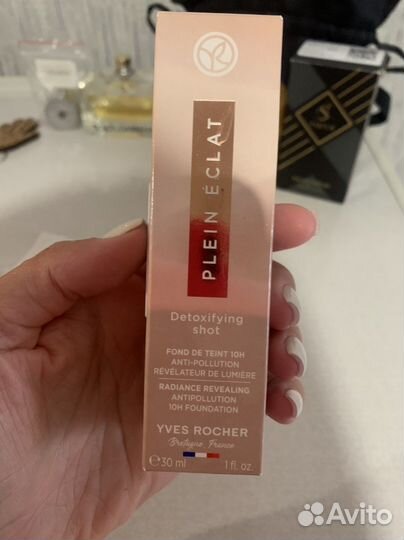 PLEIN ÉCLAT
Detoxifying
shot
FOND DE TEINT 10H
ANTI-POLLUTION
RÉVÉLATEUR DE LUMIÈRE
RADIANCE REVEALING
ANTIPOLLUTION
10H FOUNDATION
YVES ROCHER
Bretagne, France
℮30 ml 1 fl. oz.
S
Avito